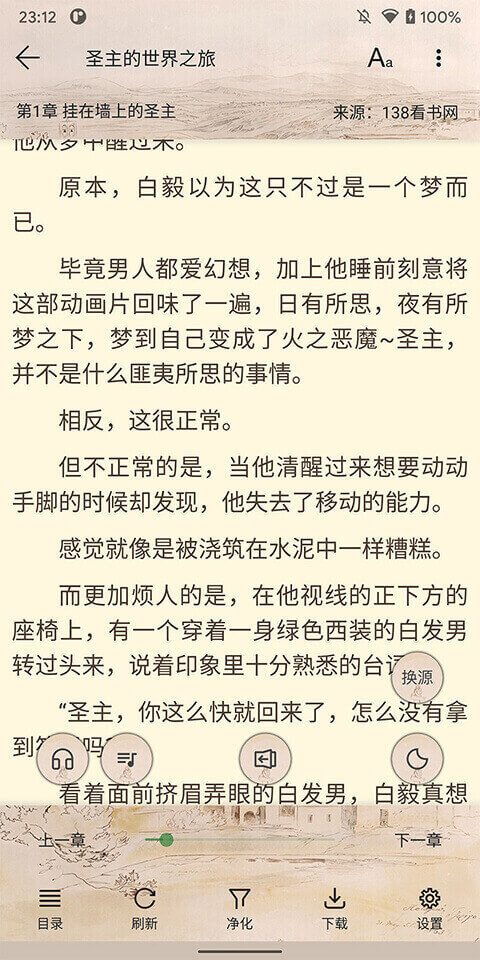 23:12
100%
圣主的世界之旅
Aa
第1章 挂在墙上的圣主
来源：138看书网
他从梦中醒过来。
原本，白毅以为这只不过是一个梦而
已。
毕竟男人都爱幻想，加上他睡前刻意将
这部动画片回味了一遍，日有所思，夜有所
梦之下，梦到自己变成了火之恶魔~圣主，
并不是什么匪夷所思的事情。
相反，这很正常。
但不正常的是，当他清醒过来想要动动
手脚的时候却发现，他失去了移动的能力。
感觉就像是被浇筑在水泥中一样糟糕。
而更加烦人的是，在他视线的正下方的
座椅上，有一个穿着一身绿色西装的白发男
转过头来，说着印象里十分熟悉的台
换源
“圣主，你这么快就回来了，怎么没有拿
到
吗
看着面前挤眉弄眼的白发男，白毅真想
上一章
下一章
目录
刷新
净化
下载
设置